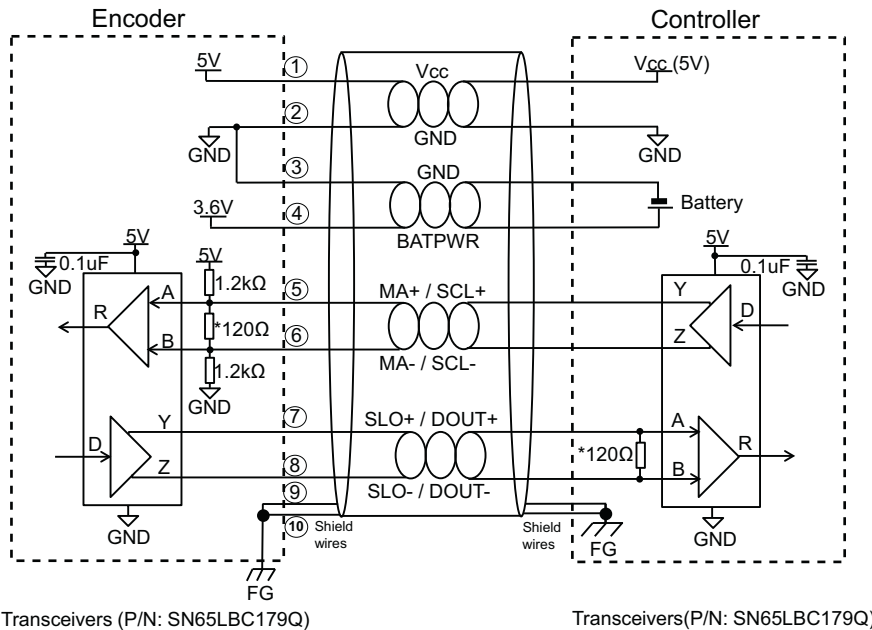 Encoder
Controller
5V
①
Vcc
Vcc (5V)
②
GND
GND
GND
③
GND
3.6V
④
Battery
BATPWR
5V
5V
5V
0.1uF
GND
1.2kΩ
0.1uF
GND
A
⑤
MA+ / SCL+
Y
R
*120Ω
D
B
⑥
Z
1.2kΩ
MA- / SCL-
GND
⑦
Y
SLO+ / DOUT+
A
D
*120Ω
R
Z
⑧
B
⑨
SLO- / DOUT-
⑩
Shield
wires
Shield
wires
GND
FG
GND
FG
Transceivers (P/N: SN65LBC179Q)
Transceivers(P/N: SN65LBC179Q)